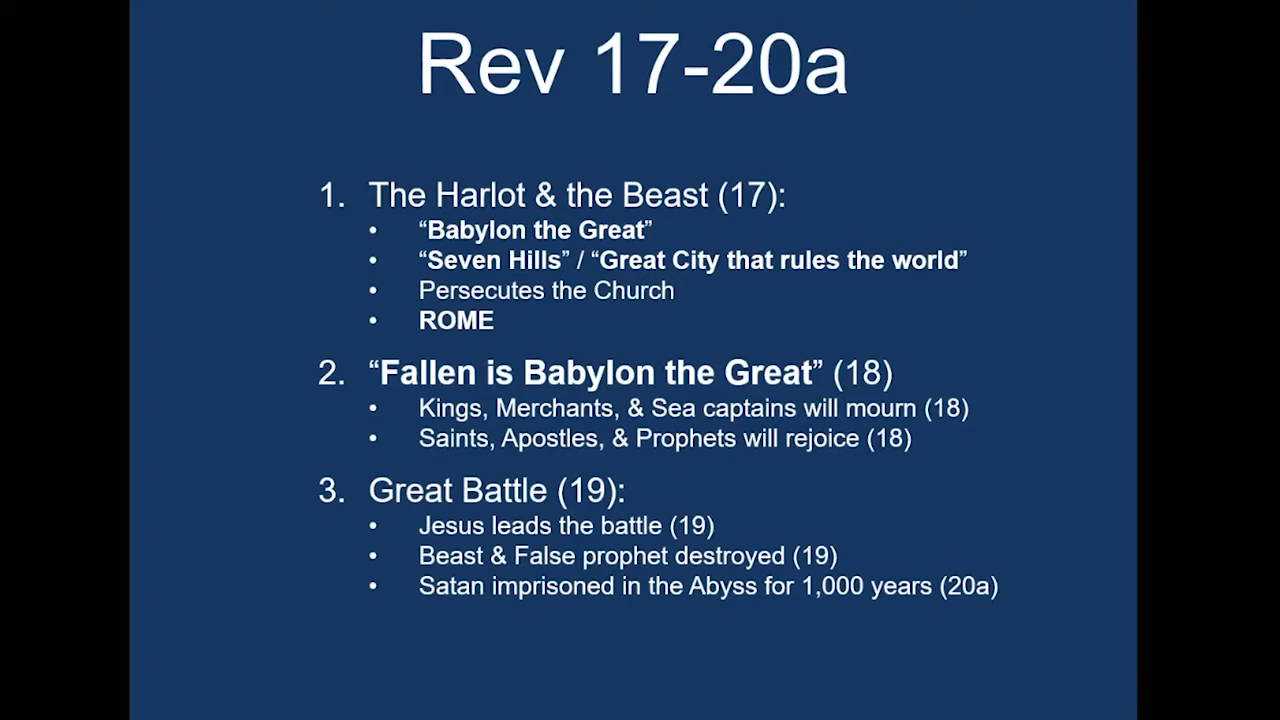 Rev 17-20a
1. The Harlot & the Beast (17):
• “Babylon the Great”
• “Seven Hills” / “Great City that rules the world”
• Persecutes the Church
• ROME
2. “Fallen is Babylon the Great” (18)
• Kings, Merchants, & Sea captains will mourn (18)
• Saints, Apostles, & Prophets will rejoice (18)
3. Great Battle (19):
• Jesus leads the battle (19)
• Beast & False prophet destroyed (19)
• Satan imprisoned in the Abyss for 1,000 years (20a)